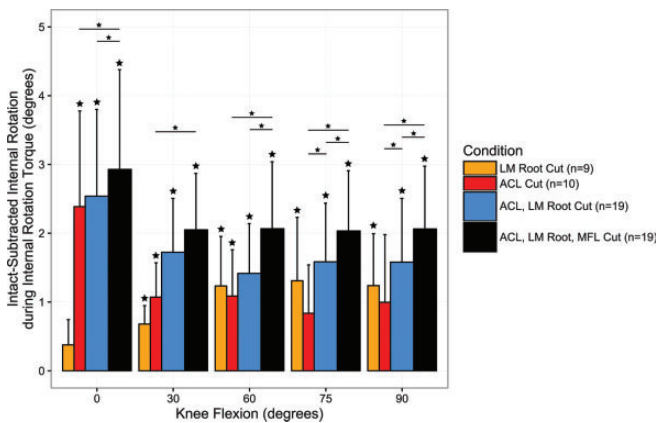 Intact-Subtracted Internal Rotation
during Internal Rotation Torque (degrees)
5
4
3
2
1
0
0 30 60 75 90
Knee Flexion (degrees)
Condition
LM Root Cut (n=9)
ACL Cut (n=10)
ACL, LM Root Cut (n=19)
ACL, LM Root, MFL Cut (n=19)